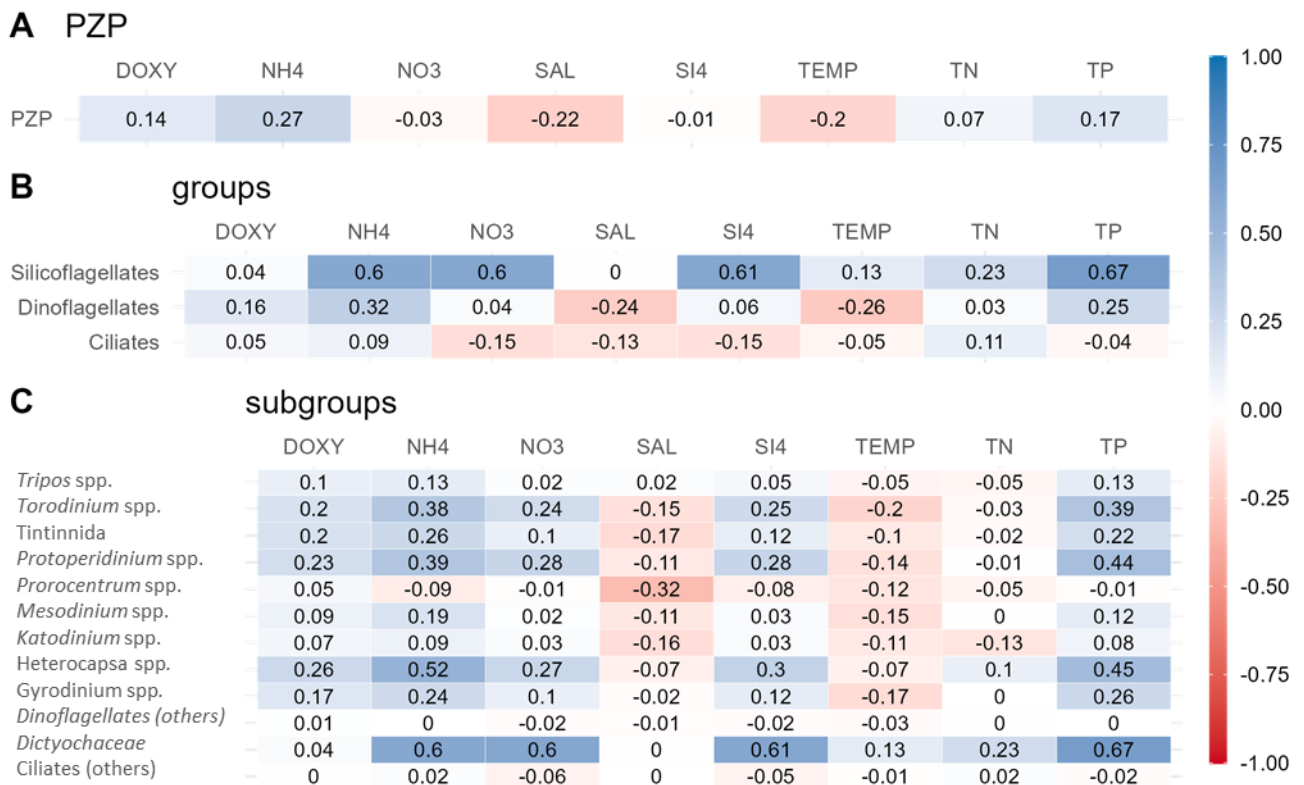 A PZP
DOXY NH4 NO3 SAL SI4 TEMP TN TP
PZP 0.14 0.27 -0.03 -0.22 -0.01 -0.2 0.07 0.17
B groups
DOXY NH4 NO3 SAL SI4 TEMP TN TP
Silicoflagellates 0.04 0.6 0.6 0 0.61 0.13 0.23 0.67
Dinoflagellates 0.16 0.32 0.04 -0.24 0.06 -0.26 0.03 0.25
Ciliates 0.05 0.09 -0.15 -0.13 -0.15 -0.05 0.11 -0.04
C subgroups
DOXY NH4 NO3 SAL SI4 TEMP TN TP
Tripos spp. 0.1 0.13 0.02 0.02 0.05 -0.05 -0.05 0.13
Torodinium spp. 0.2 0.38 0.24 -0.15 0.25 -0.2 -0.03 0.39
Tintinnida 0.2 0.26 0.1 -0.17 0.12 -0.1 -0.02 0.22
Protoperidinium spp. 0.23 0.39 0.28 -0.11 0.28 -0.14 -0.01 0.44
Prorocentrum spp. 0.05 -0.09 -0.01 -0.32 -0.08 -0.12 -0.05 -0.01
Mesodinium spp. 0.09 0.19 0.02 -0.11 0.03 -0.15 0 0.12
Katodinium spp. 0.07 0.09 0.03 -0.16 0.03 -0.11 -0.13 0.08
Heterocapsa spp. 0.26 0.52 0.27 -0.07 0.3 -0.07 0.1 0.45
Gyrodinium spp. 0.17 0.24 0.1 -0.02 0.12 -0.17 0 0.26
Dinoflagellates (others) 0.01 0 -0.02 -0.01 -0.02 -0.03 0 0
Dictyochaceae 0.04 0.6 0.6 0 0.61 0.13 0.23 0.67
Ciliates (others) 0 0.02 -0.06 0 -0.05 -0.01 0.02 -0.02
1.00
0.75
0.50
0.25
0.00
-0.25
-0.50
-0.75
-1.00